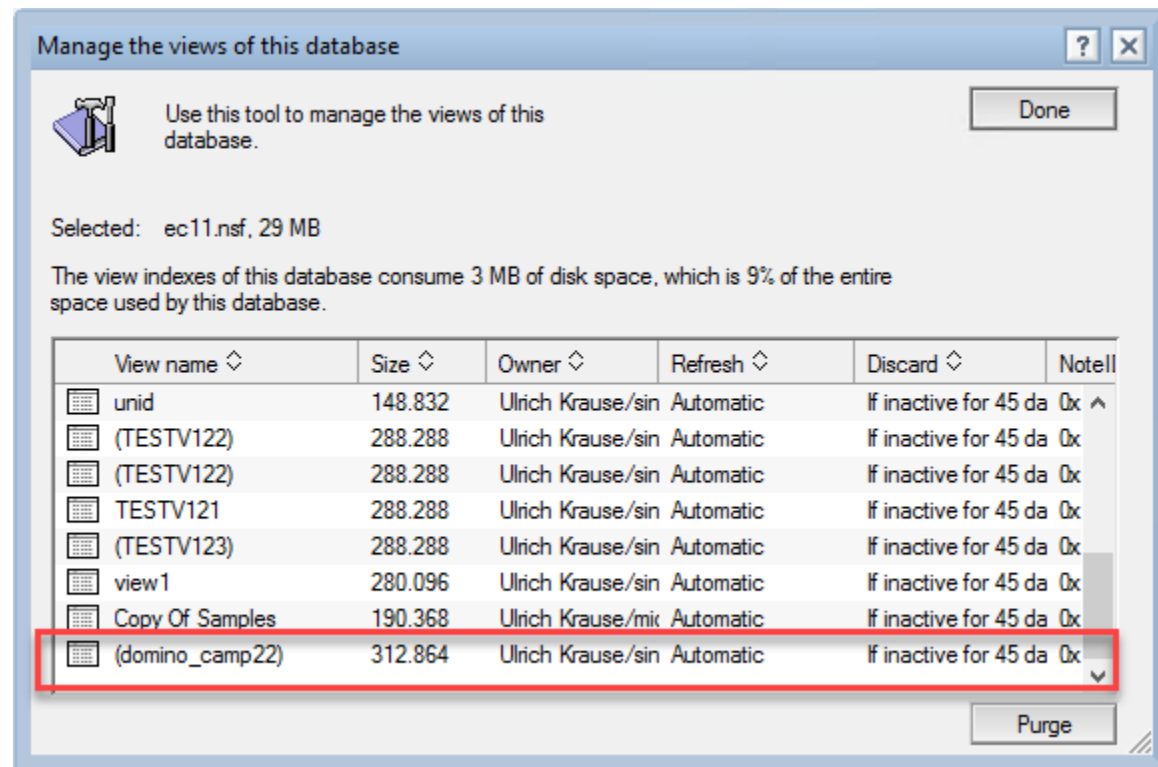 Manage the views of this database
?
Use this tool to manage the views of this
database.
Done
Selected: ec11.nsf, 29 MB
The view indexes of this database consume 3 MB of disk space, which is 9% of the entire
space used by this database.
View name Size Owner Refresh Discard NoteI
unid 148.832 Ulrich Krause/sin Automatic If inactive for 45 da 0x
(TESTV122) 288.288 Ulrich Krause/sin Automatic If inactive for 45 da 0x
(TESTV122) 288.288 Ulrich Krause/sin Automatic If inactive for 45 da 0x
TESTV121 288.288 Ulrich Krause/sin Automatic If inactive for 45 da 0x
(TESTV123) 288.288 Ulrich Krause/sin Automatic If inactive for 45 da 0x
view1 280.096 Ulrich Krause/sin Automatic If inactive for 45 da 0x
Copy Of Samples 190.368 Ulrich Krause/mic Automatic If inactive for 45 da 0x
(domino_camp22) 312.864 Ulrich Krause/sin Automatic If inactive for 45 da 0x
Purge